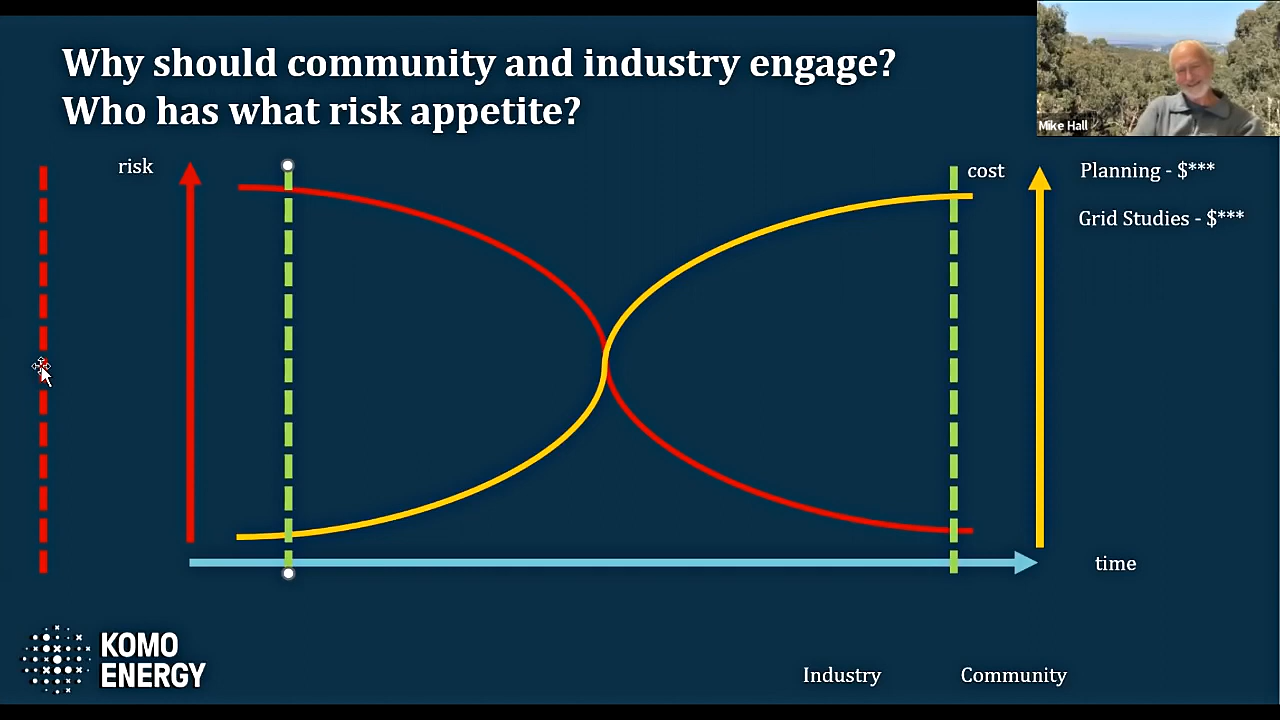 Why should community and industry engage?
Who has what risk appetite?
Mike Hall
risk
cost
Planning - $***
Grid Studies - $***
time
KOMO
ENERGY
Industry
Community